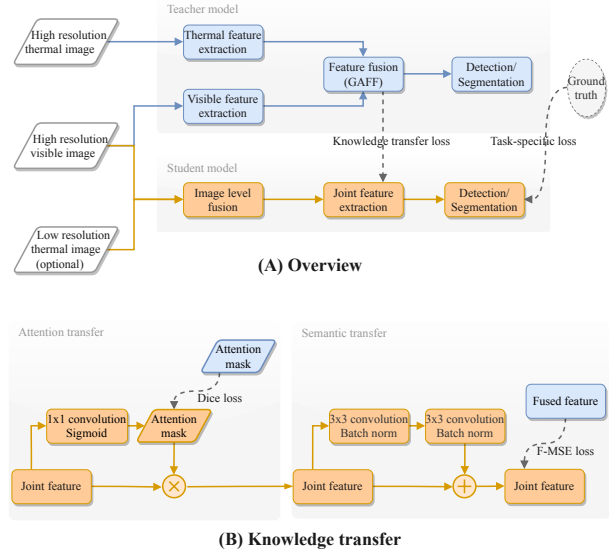 Teacher model
High resolution
thermal image
Thermal feature
extraction
Feature fusion
(GAFF)
Detection/
Segmentation
Ground
truth
Visible feature
extraction
High resolution
visible image
Knowledge transfer loss
Task-specific loss
Student model
Image level
fusion
Joint feature
extraction
Detection/
Segmentation
Low resolution
thermal image
(optional)
(A) Overview
Attention transfer
Attention
mask
Dice loss
1x1 convolution
Sigmoid
Attention
mask
Joint feature
Semantic transfer
Fused feature
3x3 convolution
Batch norm
3x3 convolution
Batch norm
F-MSE loss
Joint feature
Joint feature
(B) Knowledge transfer